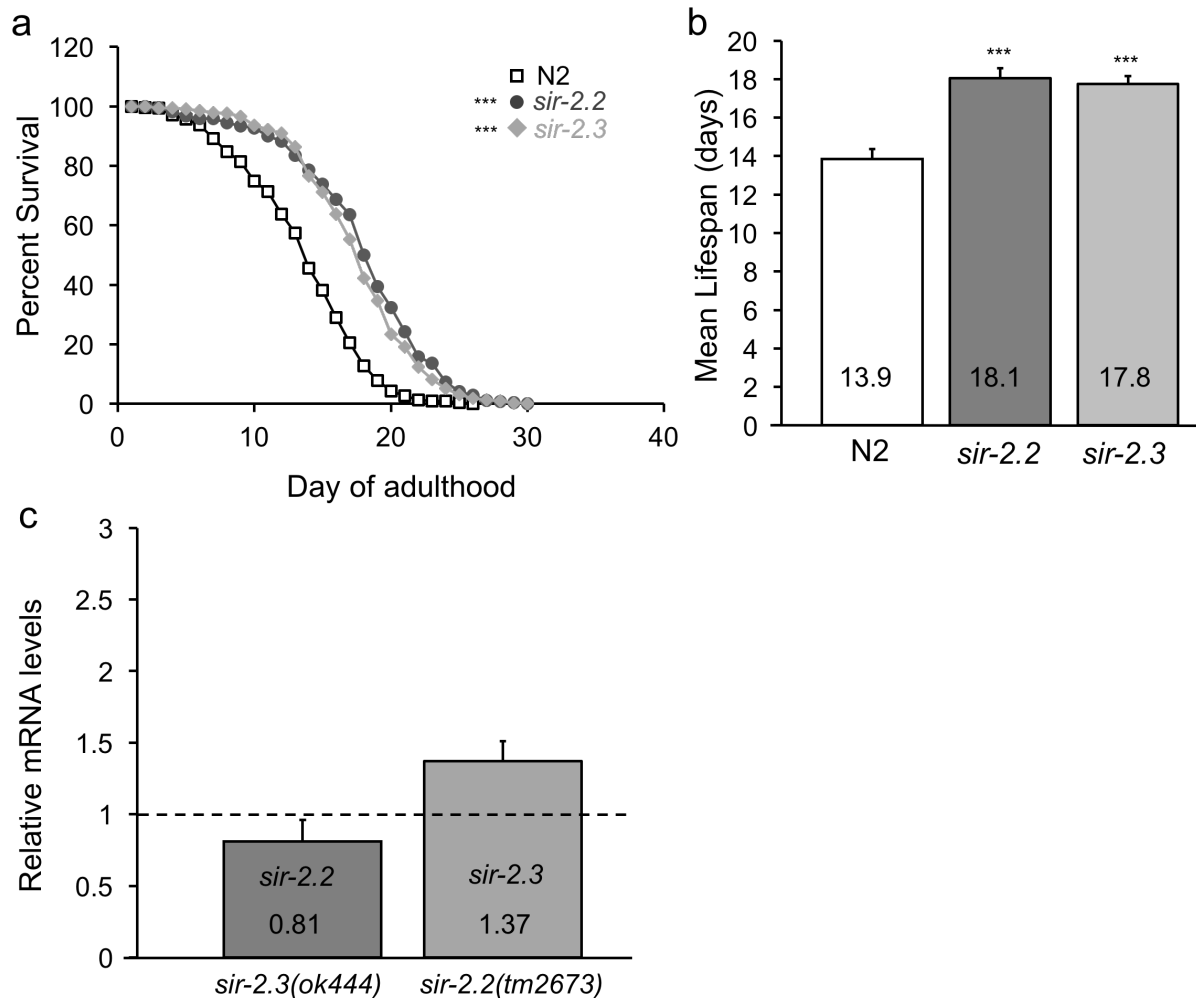 a
120
100
80
60
40
20
0
0 10 20 30 40
Percent Survival
Day of adulthood
N2
*** sir-2.2
*** sir-2.3
b
20
18
16
14
12
10
8
6
4
2
0
Mean Lifespan (days)
*** ***
13.9 18.1 17.8
N2 sir-2.2 sir-2.3
c
3
2.5
2
1.5
1
0.5
0
Relative mRNA levels
sir-2.2 sir-2.3
0.81 1.37
sir-2.3(ok444) sir-2.2(tm2673)